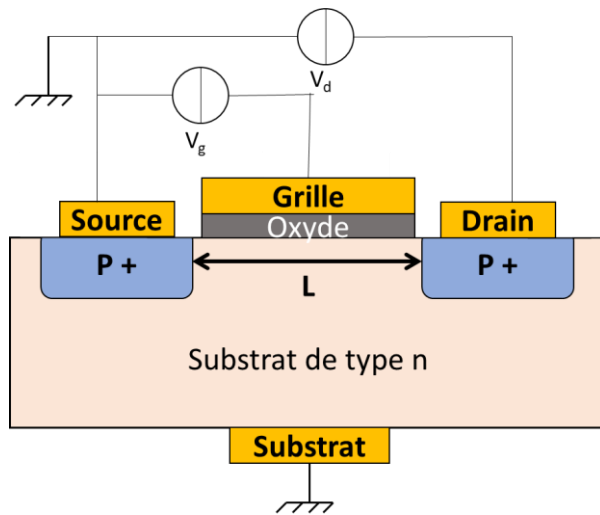 V_d
V_g
Grille
Source
Oxyde
Drain
P +
P +
L
Substrat de type n
Substrat